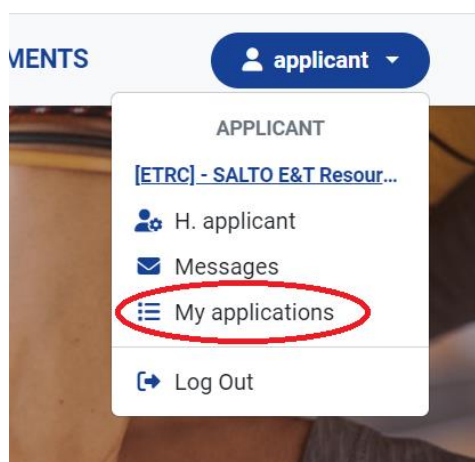 MENTS
applicant
APPLICANT
[ETRC] - SALTO E&T Resour...
H. applicant
Messages
My applications
Log Out